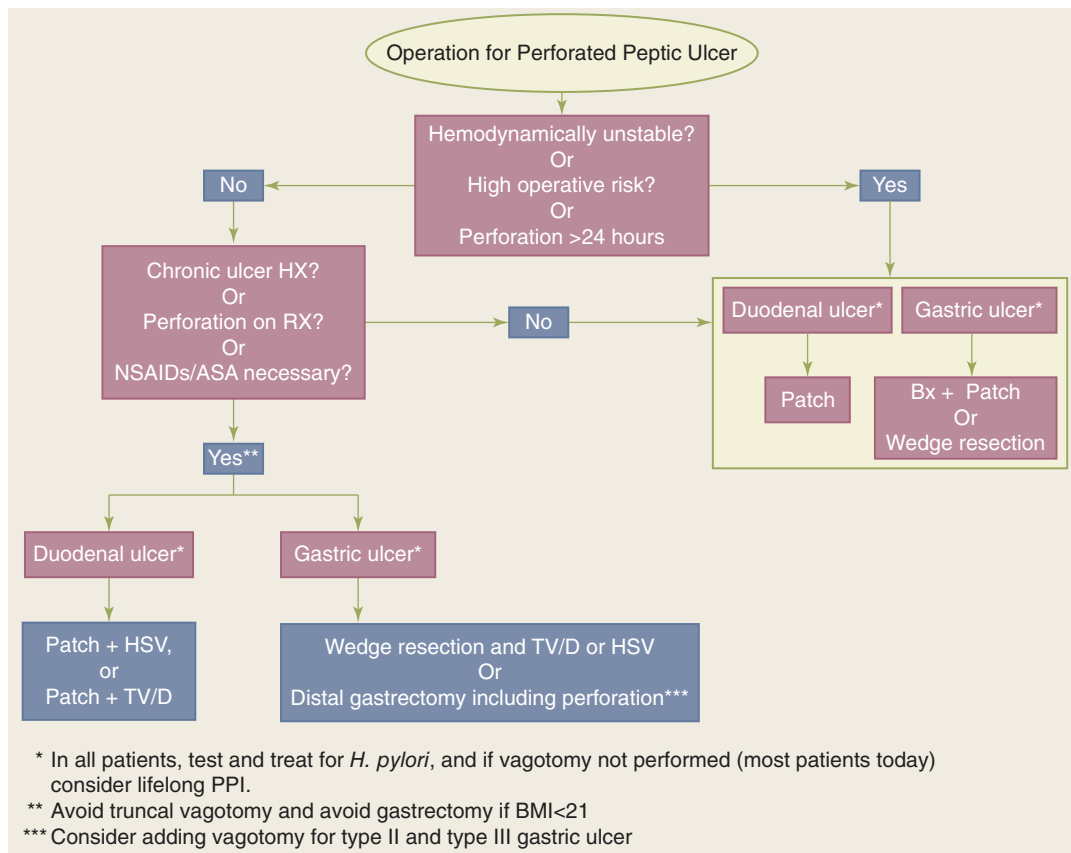 Operation for Perforated Peptic Ulcer
Hemodynamically unstable?
Or
High operative risk?
Or
Perforation >24 hours
No
Yes
Chronic ulcer HX?
Or
Perforation on RX?
Or
NSAIDs/ASA necessary?
No
Duodenal ulcer*
Gastric ulcer*
Patch
Bx + Patch
Or
Wedge resection
Yes**
Duodenal ulcer*
Gastric ulcer*
Patch + HSV,
or
Patch + TV/D
Wedge resection and TV/D or HSV
Or
Distal gastrectomy including perforation***
* In all patients, test and treat for H. pylori, and if vagotomy not performed (most patients today)
consider lifelong PPI.
** Avoid truncal vagotomy and avoid gastrectomy if BMI<21
*** Consider adding vagotomy for type II and type III gastric ulcer